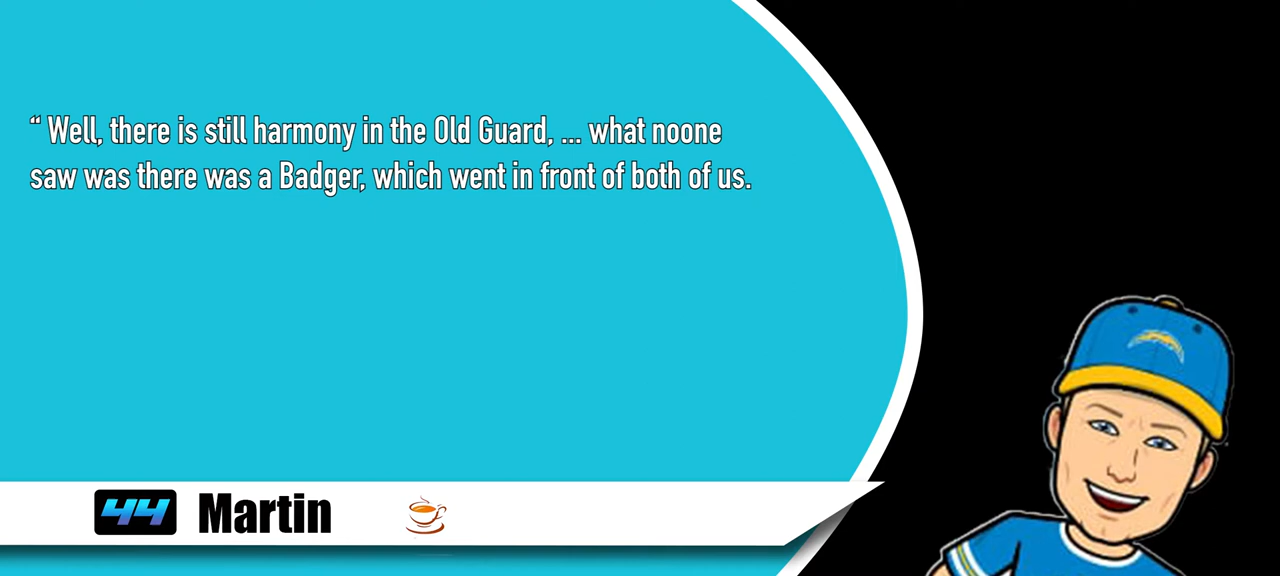 “ Well, there is still harmony in the Old Guard, ... what noone
saw was there was a Badger, which went in front of both of us.
44 Martin